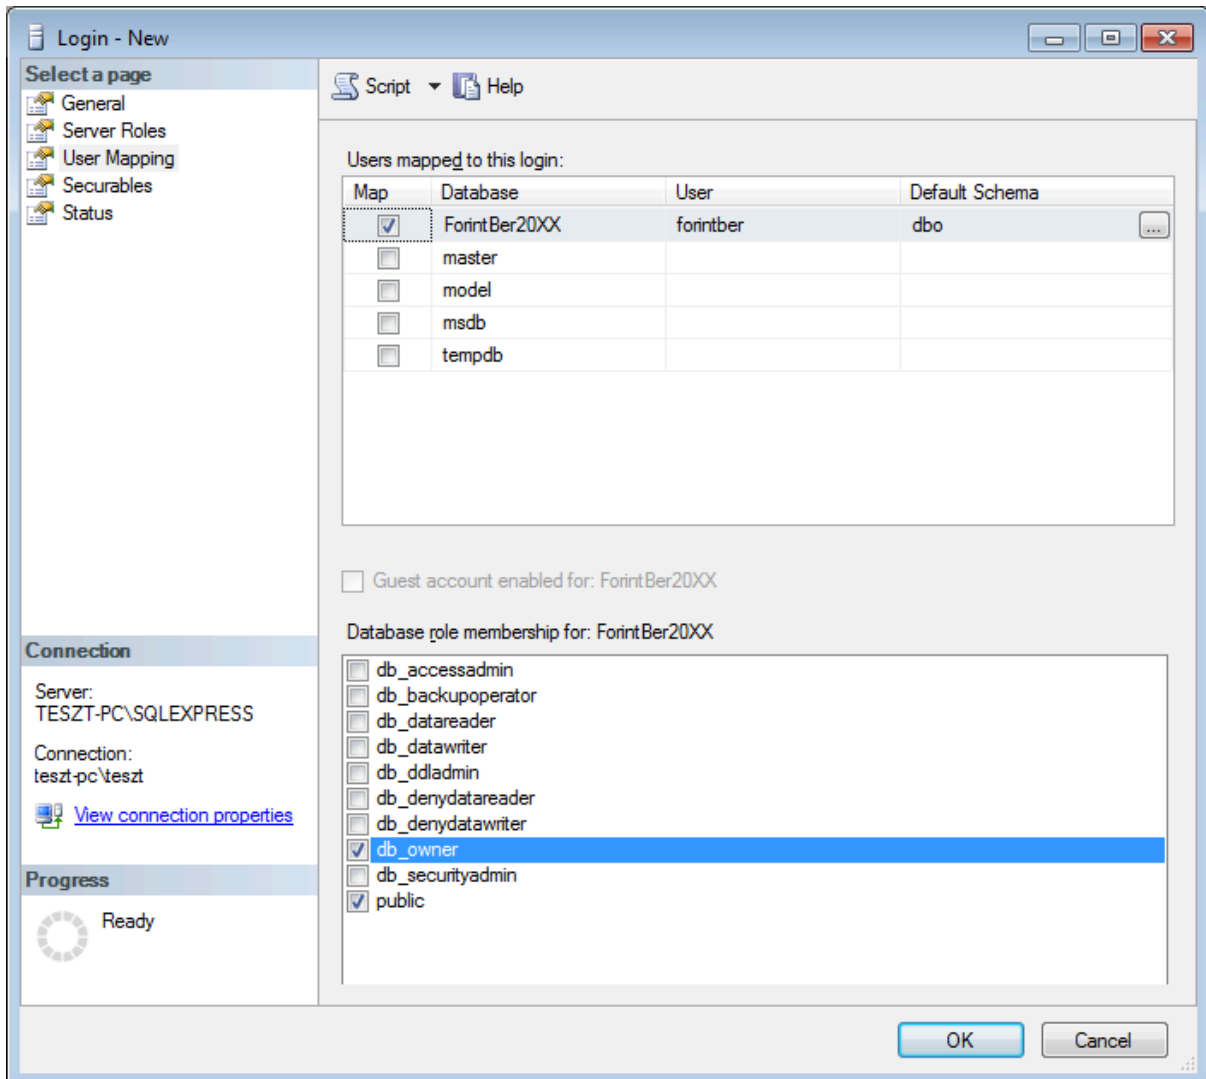 Login - New
Select a page
General
Server Roles
User Mapping
Securables
Status
Script Help
Users mapped to this login:
Map Database User Default Schema
ForintBer20XX forintber dbo ...
master
model
msdb
tempdb
Guest account enabled for: ForintBer20XX
Database role membership for: ForintBer20XX
db_accessadmin
db_backupoperator
db_datareader
db_datawriter
db_ddladmin
db_denydatareader
db_denydatawriter
db_owner
db_securityadmin
public
Connection
Server:
TESZT-PC\SQLEXPRESS
Connection:
teszt-pc\teszt
View connection properties
Progress
Ready
OK Cancel